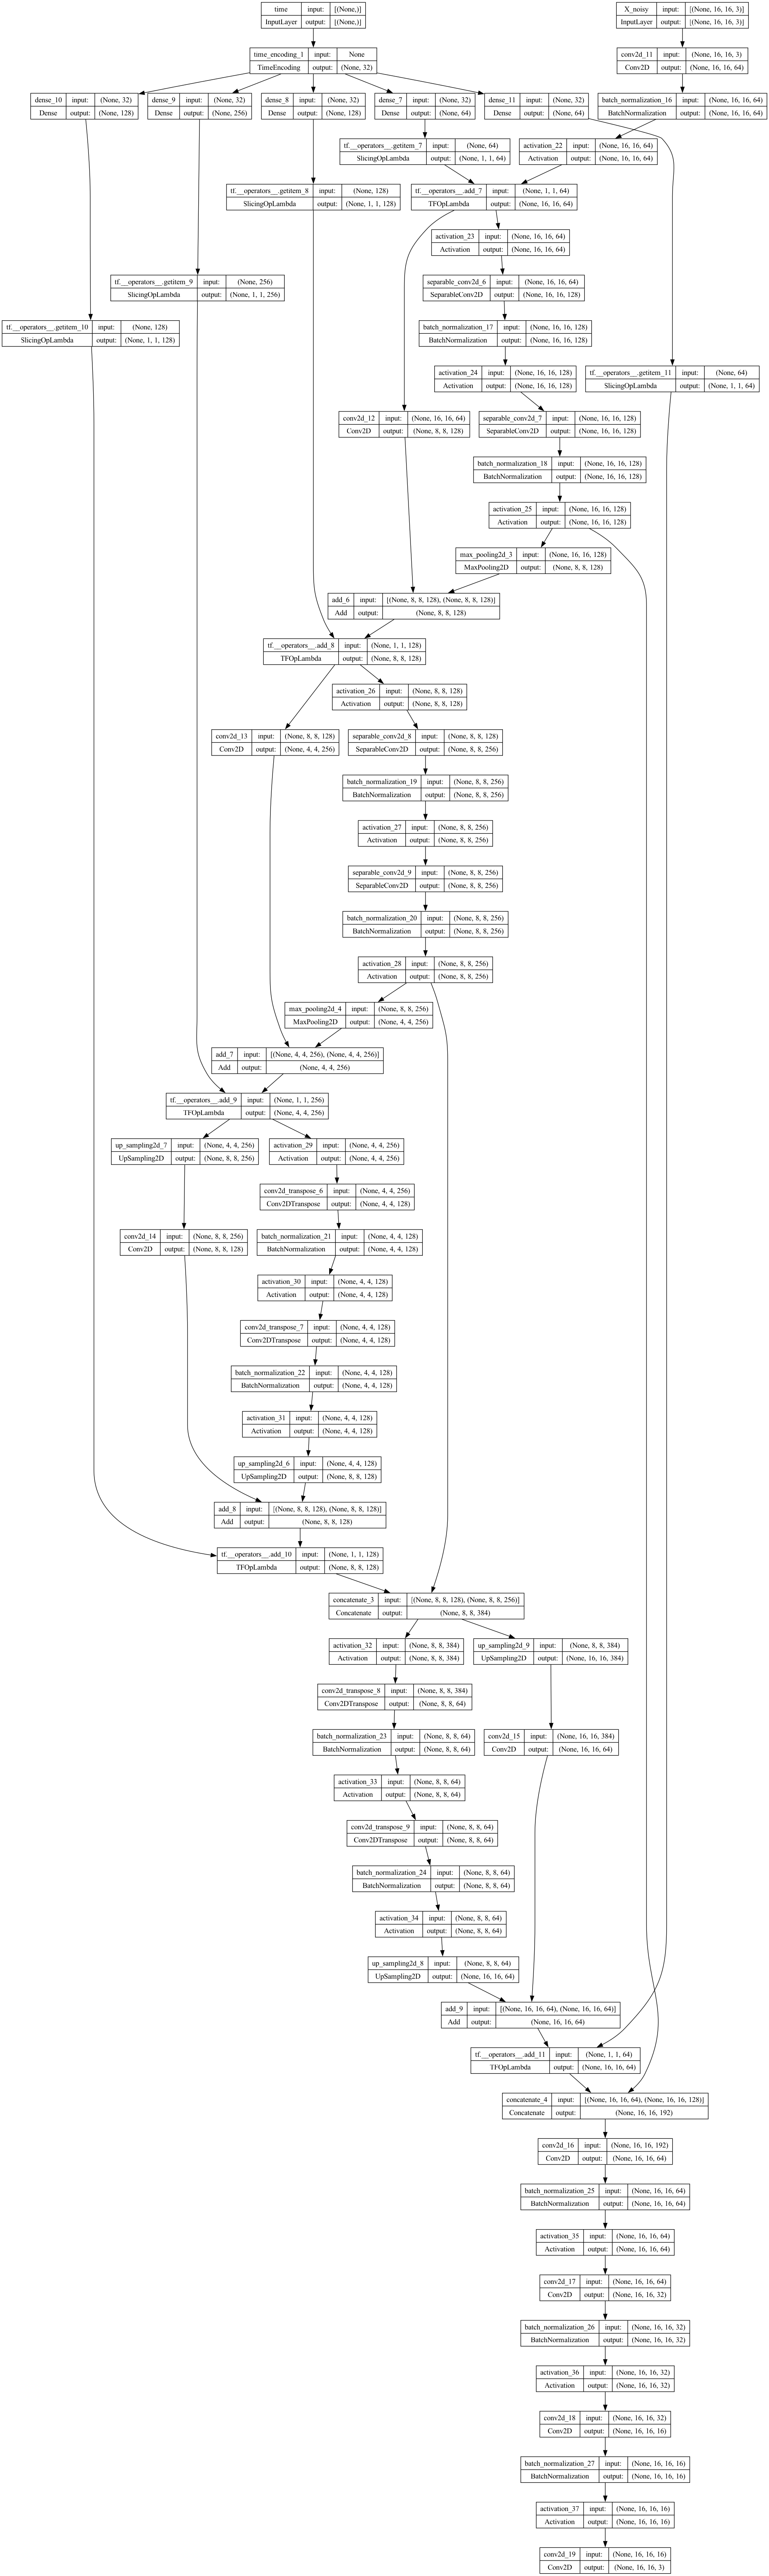 time input: [(None,)]
InputLayer output: [(None,)]
X_noisy input: [(None, 16, 16, 3)]
InputLayer output: [(None, 16, 16, 3)]
time_encoding_1 input: None
TimeEncoding output: (None, 32)
conv2d_11 input: (None, 16, 16, 3)
Conv2D output: (None, 16, 16, 64)
dense_10 input: (None, 32)
Dense output: (None, 128)
dense_9 input: (None, 32)
Dense output: (None, 256)
dense_8 input: (None, 32)
Dense output: (None, 128)
dense_7 input: (None, 32)
Dense output: (None, 64)
dense_11 input: (None, 32)
Dense output: (None, 64)
batch_normalization_16 input: (None, 16, 16, 64)
BatchNormalization output: (None, 16, 16, 64)
tf.__operators__.getitem_7 input: (None, 64)
SlicingOpLambda output: (None, 1, 1, 64)
activation_22 input: (None, 16, 16, 64)
Activation output: (None, 16, 16, 64)
tf.__operators__.getitem_8 input: (None, 128)
SlicingOpLambda output: (None, 1, 1, 128)
tf.__operators__.add_7 input: (None, 1, 1, 64)
TFOpLambda output: (None, 16, 16, 64)
activation_23 input: (None, 16, 16, 64)
Activation output: (None, 16, 16, 64)
tf.__operators__.getitem_9 input: (None, 256)
SlicingOpLambda output: (None, 1, 1, 256)
separable_conv2d_6 input: (None, 16, 16, 64)
SeparableConv2D output: (None, 16, 16, 128)
tf.__operators__.getitem_10 input: (None, 128)
SlicingOpLambda output: (None, 1, 1, 128)
batch_normalization_17 input: (None, 16, 16, 128)
BatchNormalization output: (None, 16, 16, 128)
activation_24 input: (None, 16, 16, 128)
Activation output: (None, 16, 16, 128)
tf.__operators__.getitem_11 input: (None, 64)
SlicingOpLambda output: (None, 1, 1, 64)
conv2d_12 input: (None, 16, 16, 64)
Conv2D output: (None, 8, 8, 128)
separable_conv2d_7 input: (None, 16, 16, 128)
SeparableConv2D output: (None, 16, 16, 128)
batch_normalization_18 input: (None, 16, 16, 128)
BatchNormalization output: (None, 16, 16, 128)
activation_25 input: (None, 16, 16, 128)
Activation output: (None, 16, 16, 128)
max_pooling2d_3 input: (None, 16, 16, 128)
MaxPooling2D output: (None, 8, 8, 128)
add_6 input: [(None, 8, 8, 128), (None, 8, 8, 128)]
Add output: (None, 8, 8, 128)
tf.__operators__.add_8 input: (None, 1, 1, 128)
TFOpLambda output: (None, 8, 8, 128)
activation_26 input: (None, 8, 8, 128)
Activation output: (None, 8, 8, 128)
conv2d_13 input: (None, 8, 8, 128)
Conv2D output: (None, 4, 4, 256)
separable_conv2d_8 input: (None, 8, 8, 128)
SeparableConv2D output: (None, 8, 8, 256)
batch_normalization_19 input: (None, 8, 8, 256)
BatchNormalization output: (None, 8, 8, 256)
activation_27 input: (None, 8, 8, 256)
Activation output: (None, 8, 8, 256)
separable_conv2d_9 input: (None, 8, 8, 256)
SeparableConv2D output: (None, 8, 8, 256)
batch_normalization_20 input: (None, 8, 8, 256)
BatchNormalization output: (None, 8, 8, 256)
activation_28 input: (None, 8, 8, 256)
Activation output: (None, 8, 8, 256)
max_pooling2d_4 input: (None, 8, 8, 256)
MaxPooling2D output: (None, 4, 4, 256)
add_7 input: [(None, 4, 4, 256), (None, 4, 4, 256)]
Add output: (None, 4, 4, 256)
tf.__operators__.add_9 input: (None, 1, 1, 256)
TFOpLambda output: (None, 4, 4, 256)
up_sampling2d_7 input: (None, 4, 4, 256)
UpSampling2D output: (None, 8, 8, 256)
activation_29 input: (None, 4, 4, 256)
Activation output: (None, 4, 4, 256)
conv2d_transpose_6 input: (None, 4, 4, 256)
Conv2DTranspose output: (None, 4, 4, 128)
conv2d_14 input: (None, 8, 8, 256)
Conv2D output: (None, 8, 8, 128)
batch_normalization_21 input: (None, 4, 4, 128)
BatchNormalization output: (None, 4, 4, 128)
activation_30 input: (None, 4, 4, 128)
Activation output: (None, 4, 4, 128)
conv2d_transpose_7 input: (None, 4, 4, 128)
Conv2DTranspose output: (None, 4, 4, 128)
batch_normalization_22 input: (None, 4, 4, 128)
BatchNormalization output: (None, 4, 4, 128)
activation_31 input: (None, 4, 4, 128)
Activation output: (None, 4, 4, 128)
up_sampling2d_6 input: (None, 4, 4, 128)
UpSampling2D output: (None, 8, 8, 128)
add_8 input: [(None, 8, 8, 128), (None, 8, 8, 128)]
Add output: (None, 8, 8, 128)
tf.__operators__.add_10 input: (None, 1, 1, 128)
TFOpLambda output: (None, 8, 8, 128)
concatenate_3 input: [(None, 8, 8, 128), (None, 8, 8, 256)]
Concatenate output: (None, 8, 8, 384)
activation_32 input: (None, 8, 8, 384)
Activation output: (None, 8, 8, 384)
up_sampling2d_9 input: (None, 8, 8, 384)
UpSampling2D output: (None, 16, 16, 384)
conv2d_transpose_8 input: (None, 8, 8, 384)
Conv2DTranspose output: (None, 8, 8, 64)
batch_normalization_23 input: (None, 8, 8, 64)
BatchNormalization output: (None, 8, 8, 64)
conv2d_15 input: (None, 16, 16, 384)
Conv2D output: (None, 16, 16, 64)
activation_33 input: (None, 8, 8, 64)
Activation output: (None, 8, 8, 64)
conv2d_transpose_9 input: (None, 8, 8, 64)
Conv2DTranspose output: (None, 8, 8, 64)
batch_normalization_24 input: (None, 8, 8, 64)
BatchNormalization output: (None, 8, 8, 64)
activation_34 input: (None, 8, 8, 64)
Activation output: (None, 8, 8, 64)
up_sampling2d_8 input: (None, 8, 8, 64)
UpSampling2D output: (None, 16, 16, 64)
add_9 input: [(None, 16, 16, 64), (None, 16, 16, 64)]
Add output: (None, 16, 16, 64)
tf.__operators__.add_11 input: (None, 1, 1, 64)
TFOpLambda output: (None, 16, 16, 64)
concatenate_4 input: [(None, 16, 16, 64), (None, 16, 16, 128)]
Concatenate output: (None, 16, 16, 192)
conv2d_16 input: (None, 16, 16, 192)
Conv2D output: (None, 16, 16, 64)
batch_normalization_25 input: (None, 16, 16, 64)
BatchNormalization output: (None, 16, 16, 64)
activation_35 input: (None, 16, 16, 64)
Activation output: (None, 16, 16, 64)
conv2d_17 input: (None, 16, 16, 64)
Conv2D output: (None, 16, 16, 32)
batch_normalization_26 input: (None, 16, 16, 32)
BatchNormalization output: (None, 16, 16, 32)
activation_36 input: (None, 16, 16, 32)
Activation output: (None, 16, 16, 32)
conv2d_18 input: (None, 16, 16, 32)
Conv2D output: (None, 16, 16, 16)
batch_normalization_27 input: (None, 16, 16, 16)
BatchNormalization output: (None, 16, 16, 16)
activation_37 input: (None, 16, 16, 16)
Activation output: (None, 16, 16, 16)
conv2d_19 input: (None, 16, 16, 16)
Conv2D output: (None, 16, 16, 3)